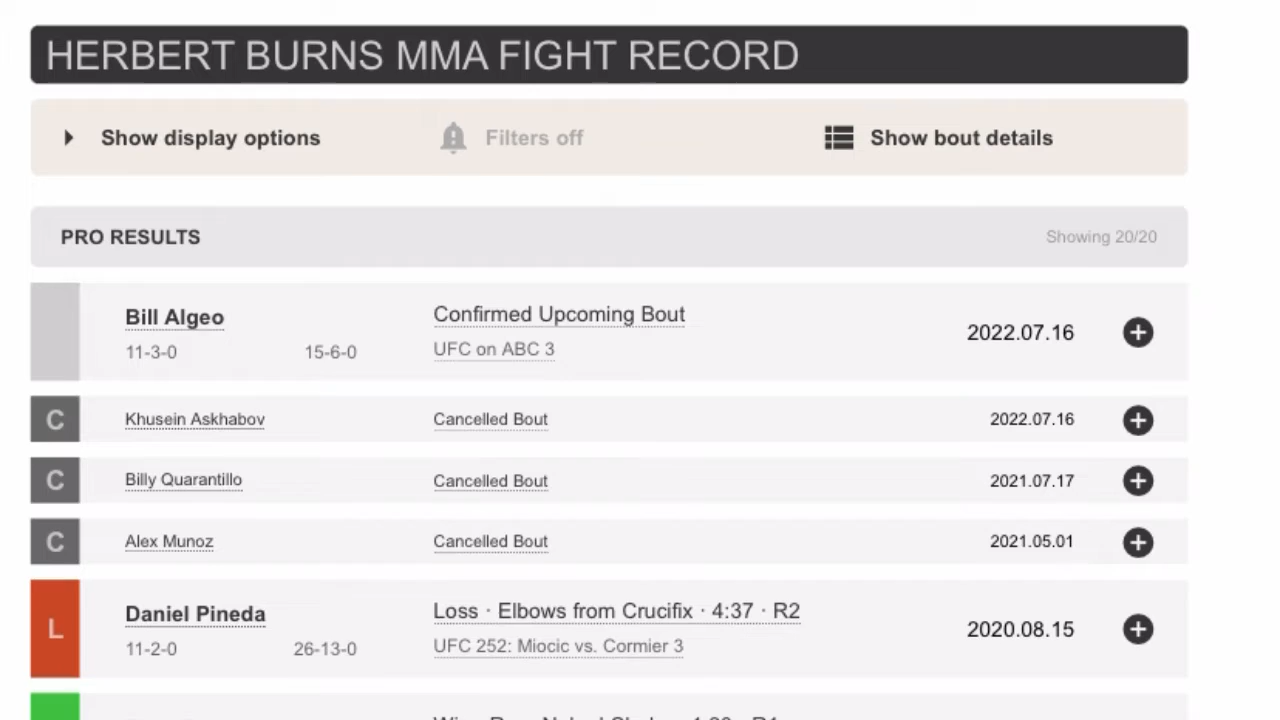 HERBERT BURNS MMA FIGHT RECORD
Show display options Filters off Show bout details
PRO RESULTS Showing 20/20
Bill Algeo Confirmed Upcoming Bout 2022.07.16
11-3-0 15-6-0 UFC on ABC 3
C Khusein Askhabov Cancelled Bout 2022.07.16
C Billy Quarantillo Cancelled Bout 2021.07.17
C Alex Munoz Cancelled Bout 2021.05.01
L Daniel Pineda Loss · Elbows from Crucifix · 4:37 · R2 2020.08.15
11-2-0 26-13-0 UFC 252: Miocic vs. Cormier 3